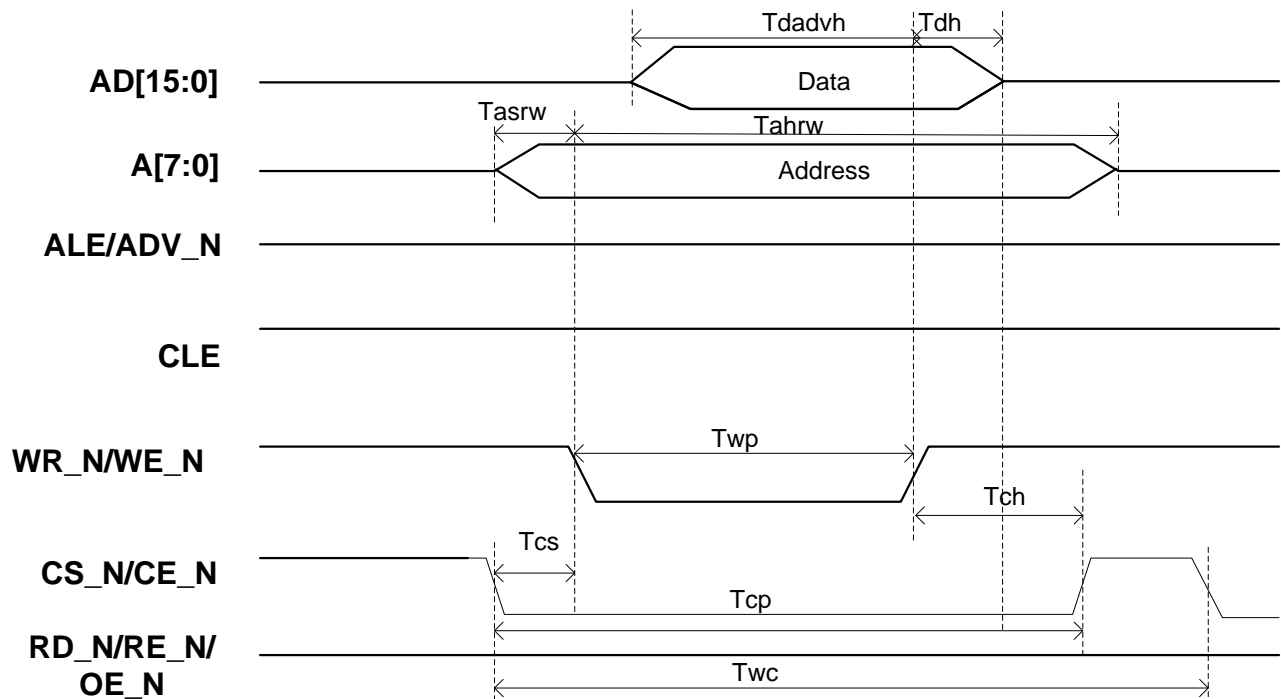 Tdadvh Tdh
AD[15:0]
Data
Tasrw Tahrw
A[7:0]
Address
ALE/ADV_N
CLE
Twp
WR_N/WE_N
Tch
Tcs
CS_N/CE_N
Tcp
RD_N/RE_N/
OE_N
Twc